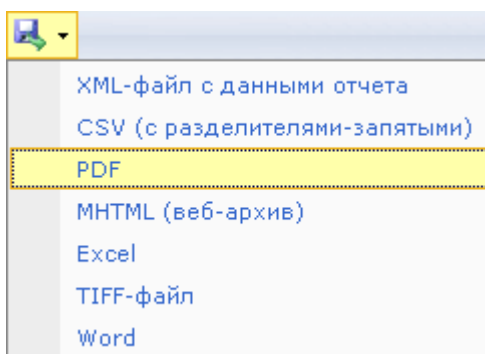 XML-файл с данными отчета
CSV (с разделителями-запятыми)
PDF
MHTML (веб-архив)
Excel
TIFF-файл
Word